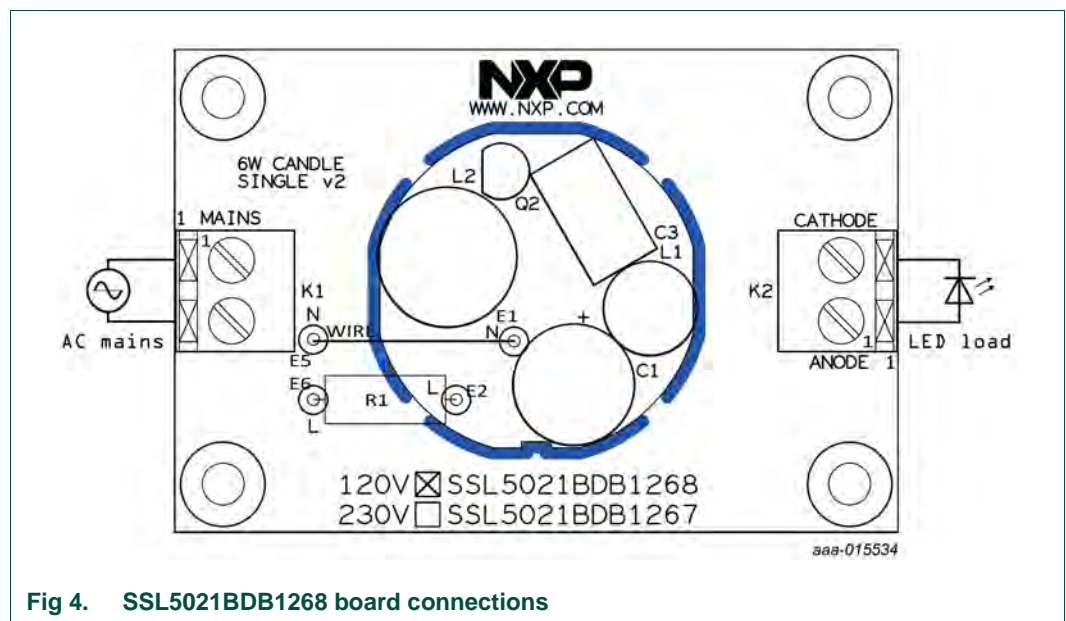 NXP
WWW.NXP.COM
6W CANDLE
SINGLE v2
L2
Q2
1 MAINS
1
C3
L1
CATHODE
K1
K2
N
WIRE
E1
N
+
AC mains
E5
1
LED load
ANODE 1
C1
E6
R1
L
E2
L
120V SSL5021BDB1268
230V SSL5021BDB1267
aaa-015534
Fig 4. SSL5021BDB1268 board connections